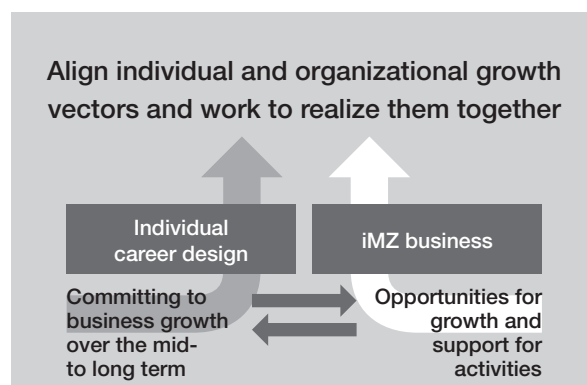 Align individual and organizational growth
vectors and work to realize them together
Individual
career design
iMZ business
Committing to
business growth
over the mid-
to long term
Opportunities for
growth and
support for
activities